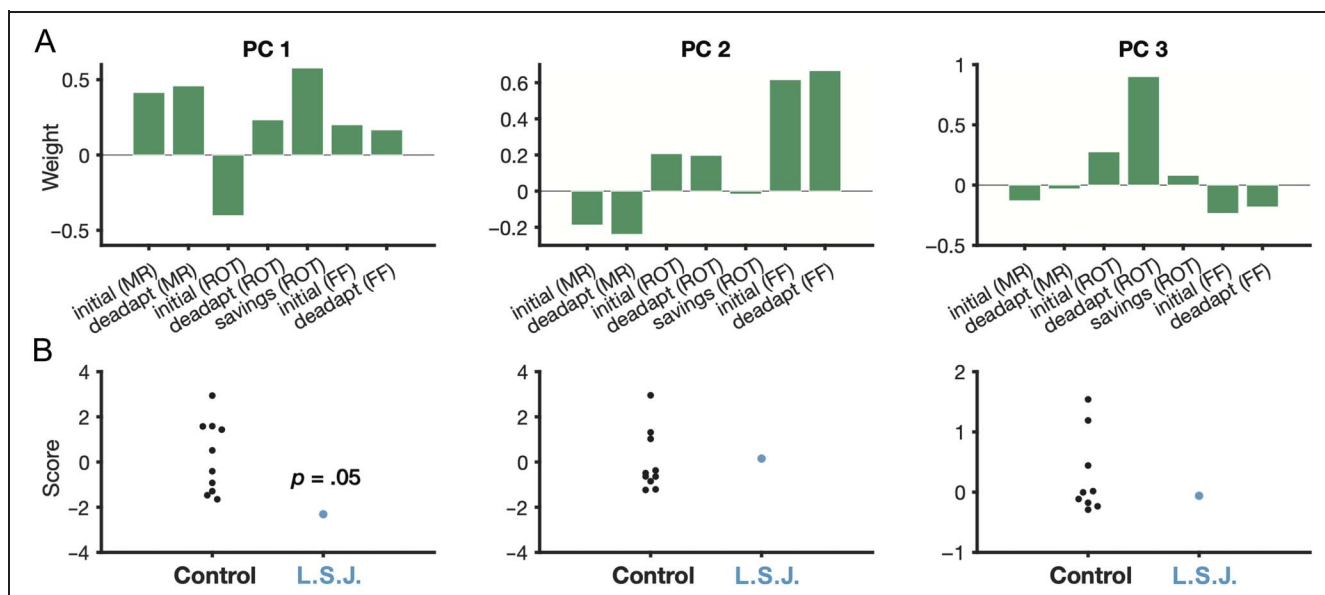 A
PC 1
PC 2
PC 3
Weight
0.5
0
−0.5
0.6
0.4
0.2
0
−0.2
1
0.5
0
−0.5
initial (MR)
deadapt (MR)
initial (ROT)
deadapt (ROT)
savings (ROT)
initial (FF)
deadapt (FF)
initial (MR)
deadapt (MR)
initial (ROT)
deadapt (ROT)
savings (ROT)
initial (FF)
deadapt (FF)
initial (MR)
deadapt (MR)
initial (ROT)
deadapt (ROT)
savings (ROT)
initial (FF)
deadapt (FF)
B
Score
4
2
0
−2
−4
p = .05
Control L.S.J.
4
2
0
−2
−4
Control L.S.J.
2
1
0
−1
Control L.S.J.